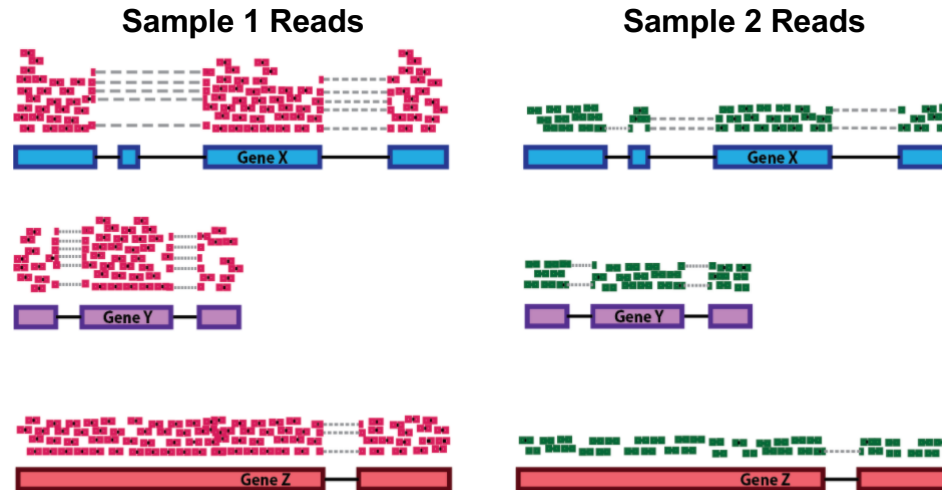 Sample 1 Reads
Sample 2 Reads
Gene X
Gene X
Gene Y
Gene Y
Gene Z
Gene Z